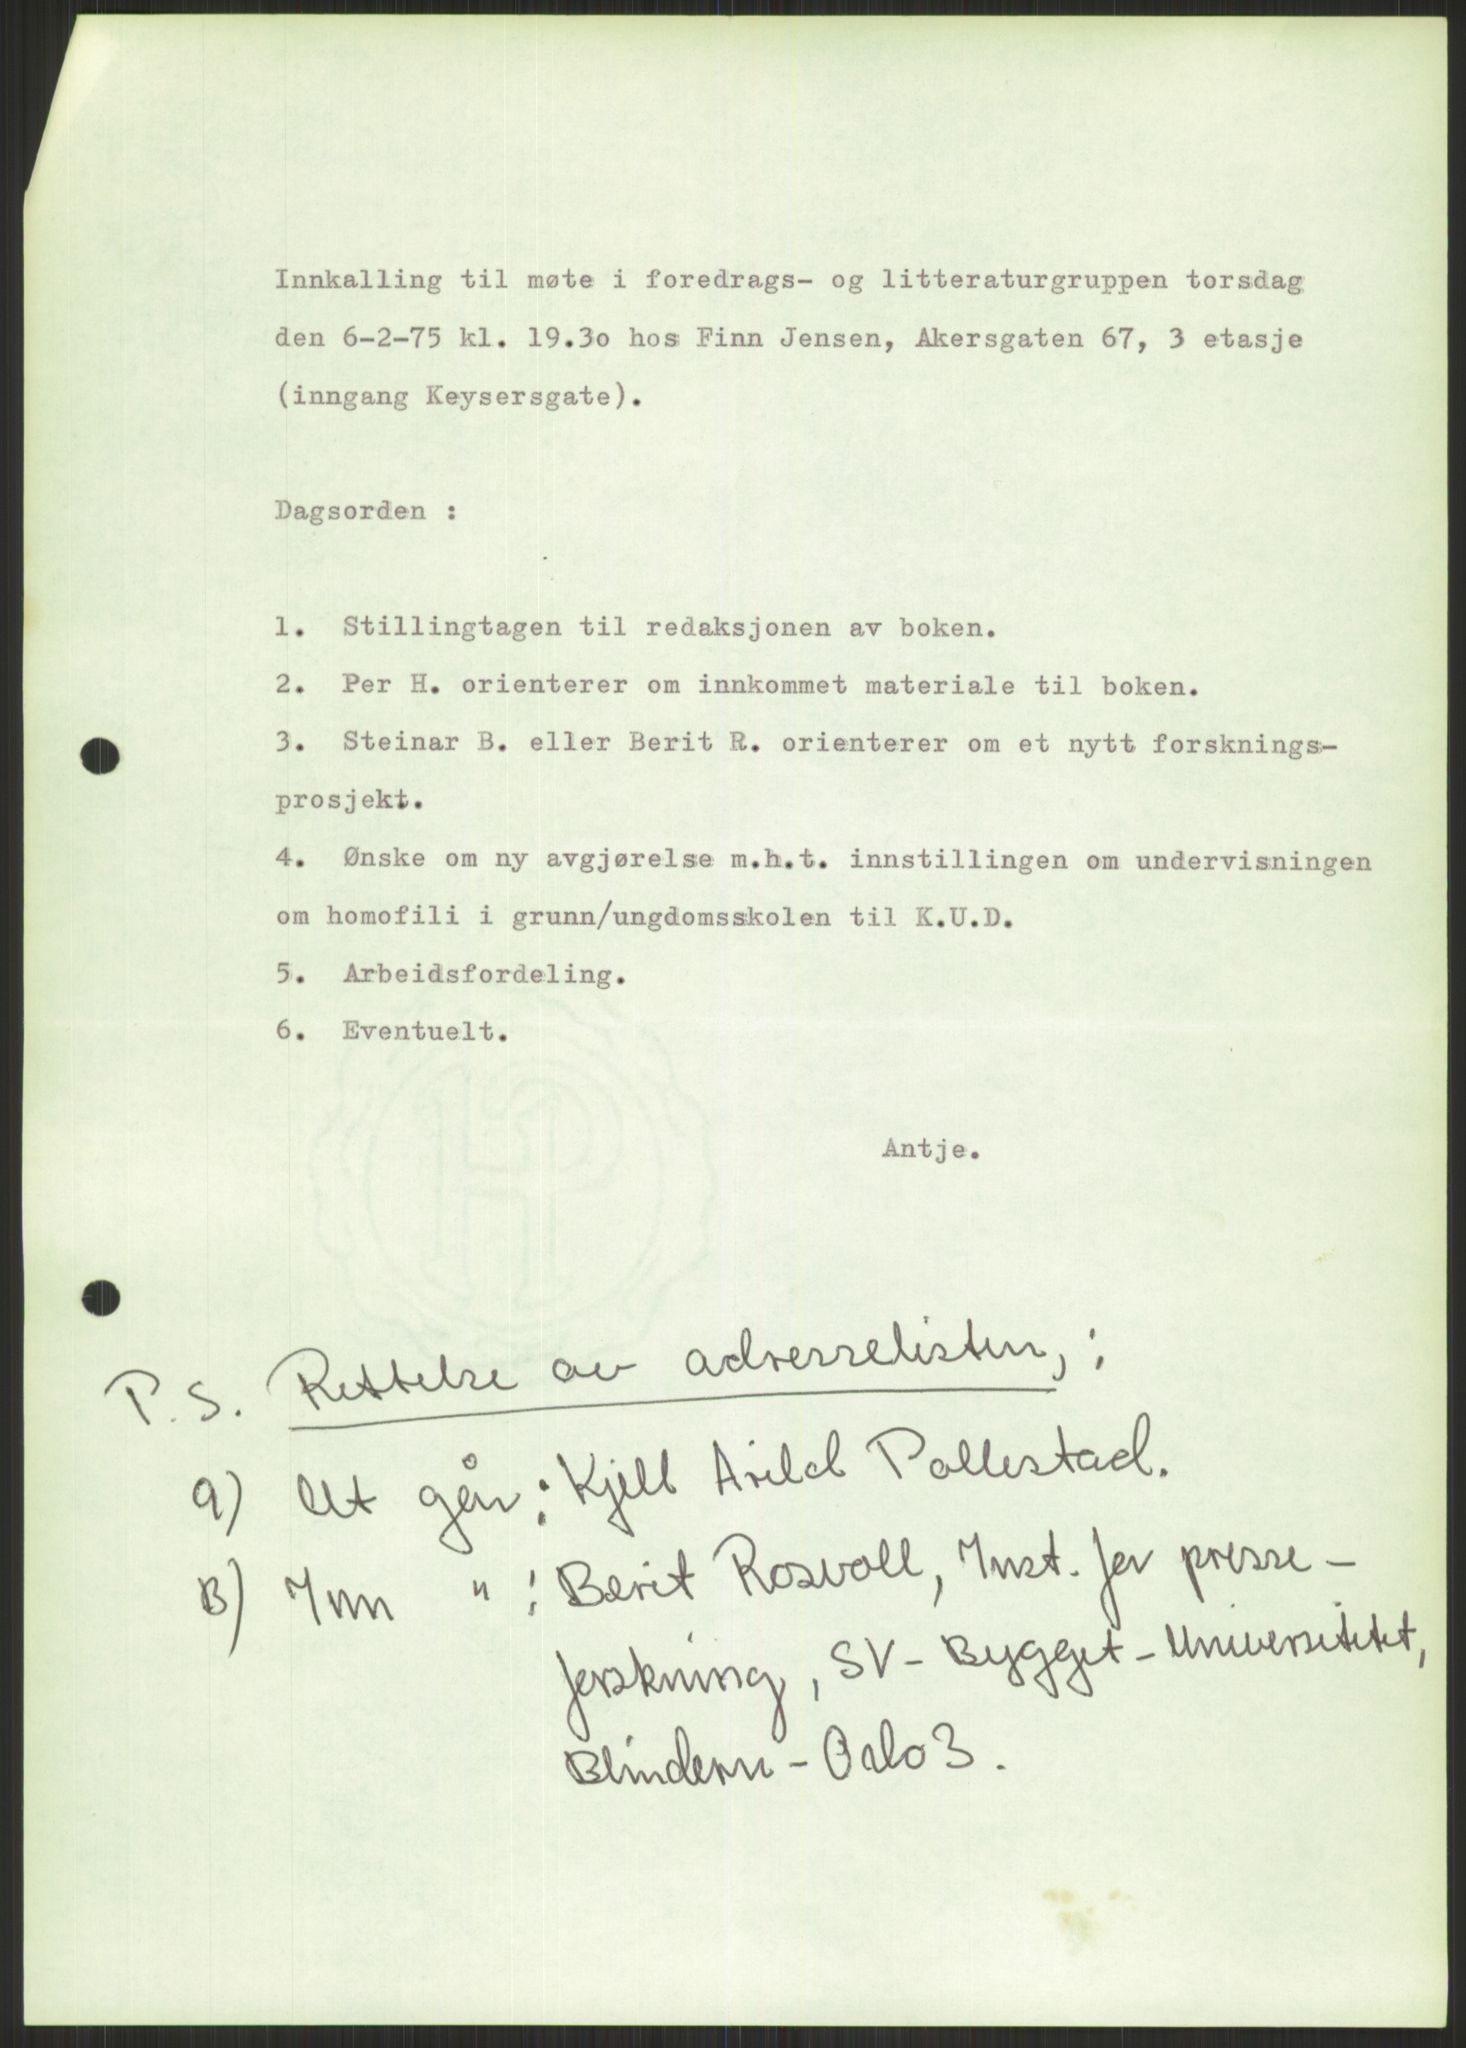 Innkalling til møte i foredrags- og litteraturgruppen torsdag
den 6-2-75 kl. 19.3o hos Finn Jensen, Akersgaten 67, 3 etasje
(inngang Keysersgate).
Dagsorden :
1. Stillingtagen til redaksjonen av boken.
2. Per H. orienterer om innkommet materiale til boken.
3. Steinar B. eller Berit R. orienterer om et nytt forsknings-
prosjekt.
4. Ønske om ny avgjørelse m.h.t. innstillingen om undervisningen
om homofili i grunn/ungdomsskolen til K.U.D.
5. Arbeidsfordeling.
6. Eventuelt.
Antje.
P.S. Rettelse av adresselisten, :
a) Ut går : Kjell Arild Pollestad.
B) Inn " : Berit Rosvoll, Inst. for presse-
forskning, SV-Bygget-Universitetet,
Blindern-Oslo 3.
HP